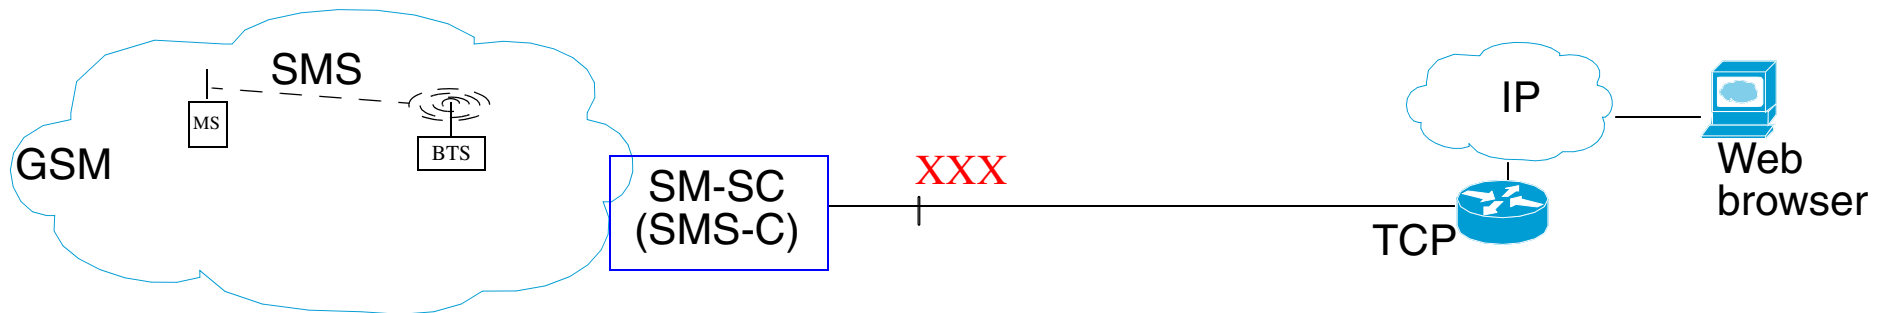 SMS
MS
BTS
GSM
SM-SC
(SMS-C)
XXX
TCP
IP
Web
browser